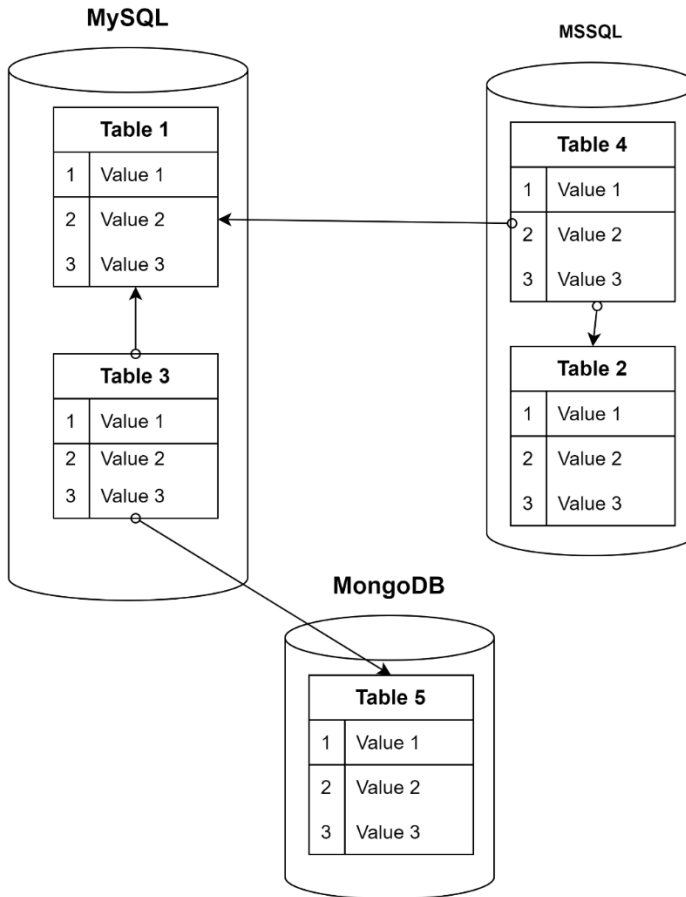 MySQL
Table 1
1 Value 1
2 Value 2
3 Value 3
Table 3
1 Value 1
2 Value 2
3 Value 3
MSSQL
Table 4
1 Value 1
2 Value 2
3 Value 3
Table 2
1 Value 1
2 Value 2
3 Value 3
MongoDB
Table 5
1 Value 1
2 Value 2
3 Value 3